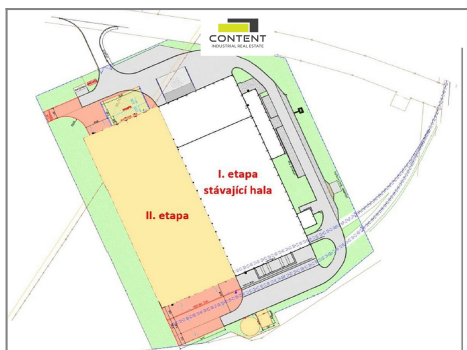 CONTENT
INDUSTRIAL REAL ESTATE
I. etapa
stávající hala
II. etapa